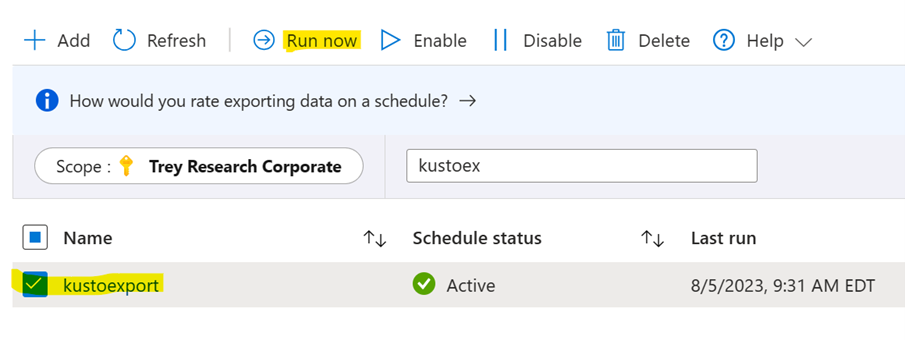 Add Refresh Run now Enable Disable Delete Help
How would you rate exporting data on a schedule? →
Scope : Trey Research Corporate kustoex
Name ↑↓ Schedule status ↑↓ Last run
kustoexport Active 8/5/2023, 9:31 AM EDT